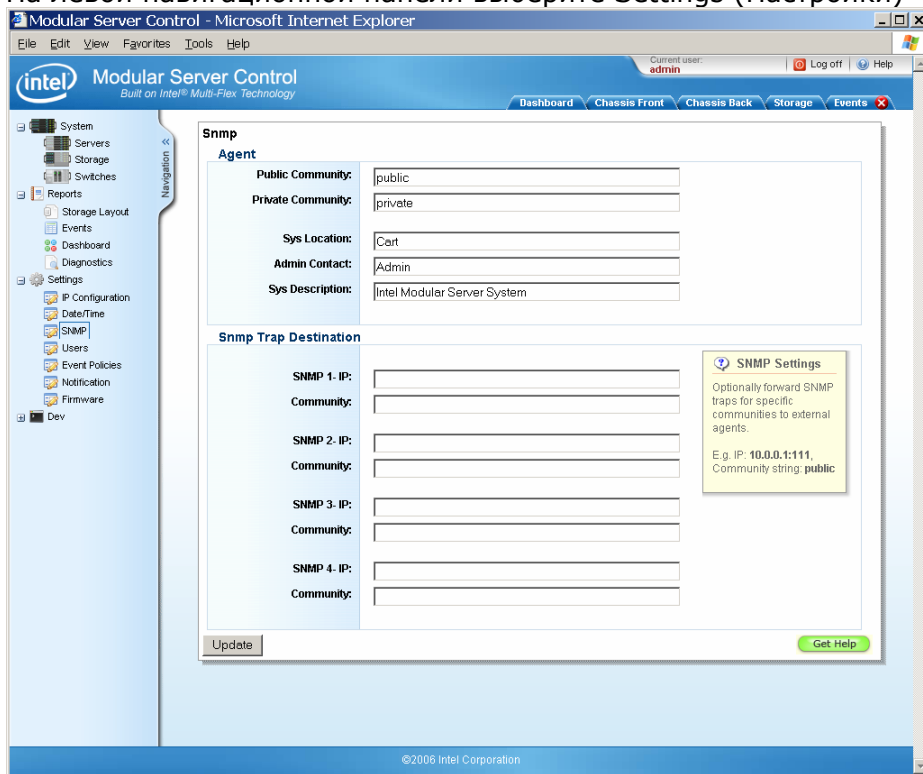 На левой навигационной панели выберите Settings (Настройки)
Modular Server Control - Microsoft Internet Explorer
File Edit View Favorites Tools Help
Current user:
admin
Log off
Help
intel
Modular Server Control
Built on Intel® Multi-Flex Technology
Dashboard Chassis Front Chassis Back Storage Events
Navigation
System
Servers
Storage
Switches
Reports
Storage Layout
Events
Dashboard
Diagnostics
Settings
IP Configuration
Date/Time
SNMP
Users
Event Policies
Notification
Firmware
Dev
Snmp
Agent
Public Community: public
Private Community: private
Sys Location: Cart
Admin Contact: Admin
Sys Description: Intel Modular Server System
Snmp Trap Destination
SNMP 1- IP:
Community:
SNMP 2- IP:
Community:
SNMP 3- IP:
Community:
SNMP 4- IP:
Community:
SNMP Settings
Optionally forward SNMP
traps for specific
communities to external
agents.
E.g. IP: 10.0.0.1:111,
Community string: public
Update
Get Help
©2006 Intel Corporation